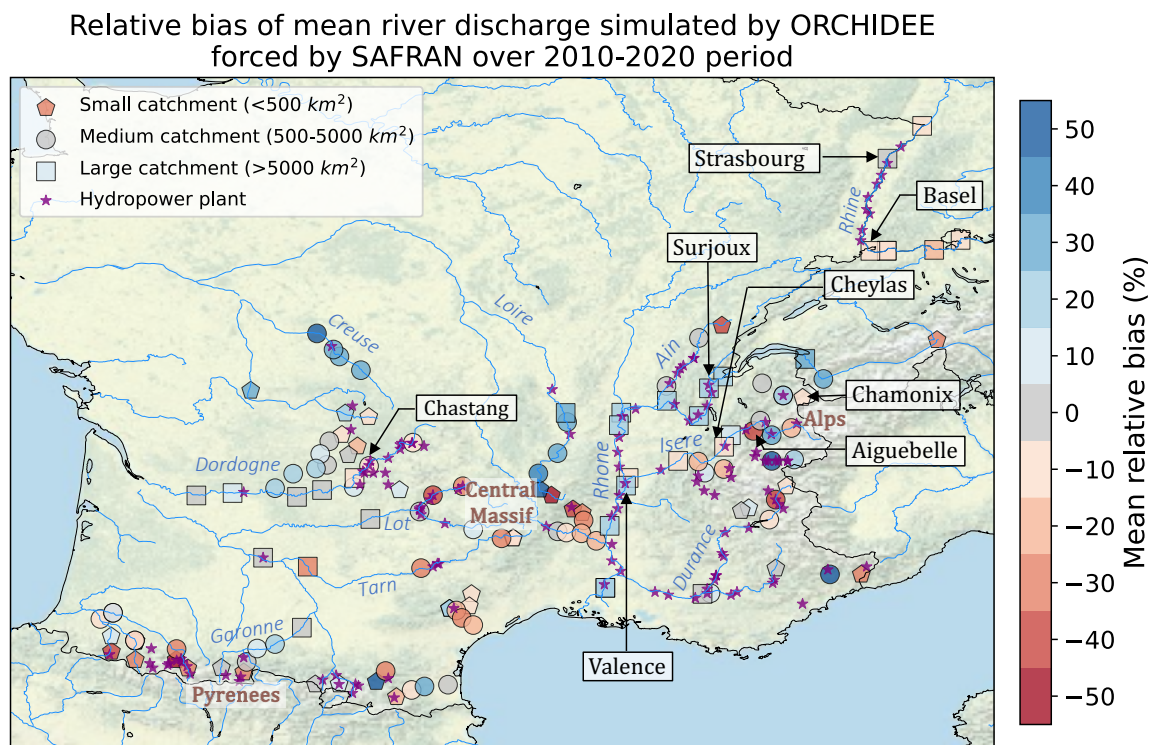 Relative bias of mean river discharge simulated by ORCHIDEE
forced by SAFRAN over 2010-2020 period
Small catchment (<500 km²)
Medium catchment (500-5000 km²)
Large catchment (>5000 km²)
Hydropower plant
Strasbourg
Rhine
Basel
Surjoux
Cheylas
Loire
Creuse
Ain
Chamonix
Chastang
Alps
Isere
Aiguebelle
Dordogne
Rhone
Central
Massif
Lot
Durance
Tarn
Garonne
Valence
Pyrenees
50
40
30
20
10
0
−10
−20
−30
−40
−50
Mean relative bias (%)